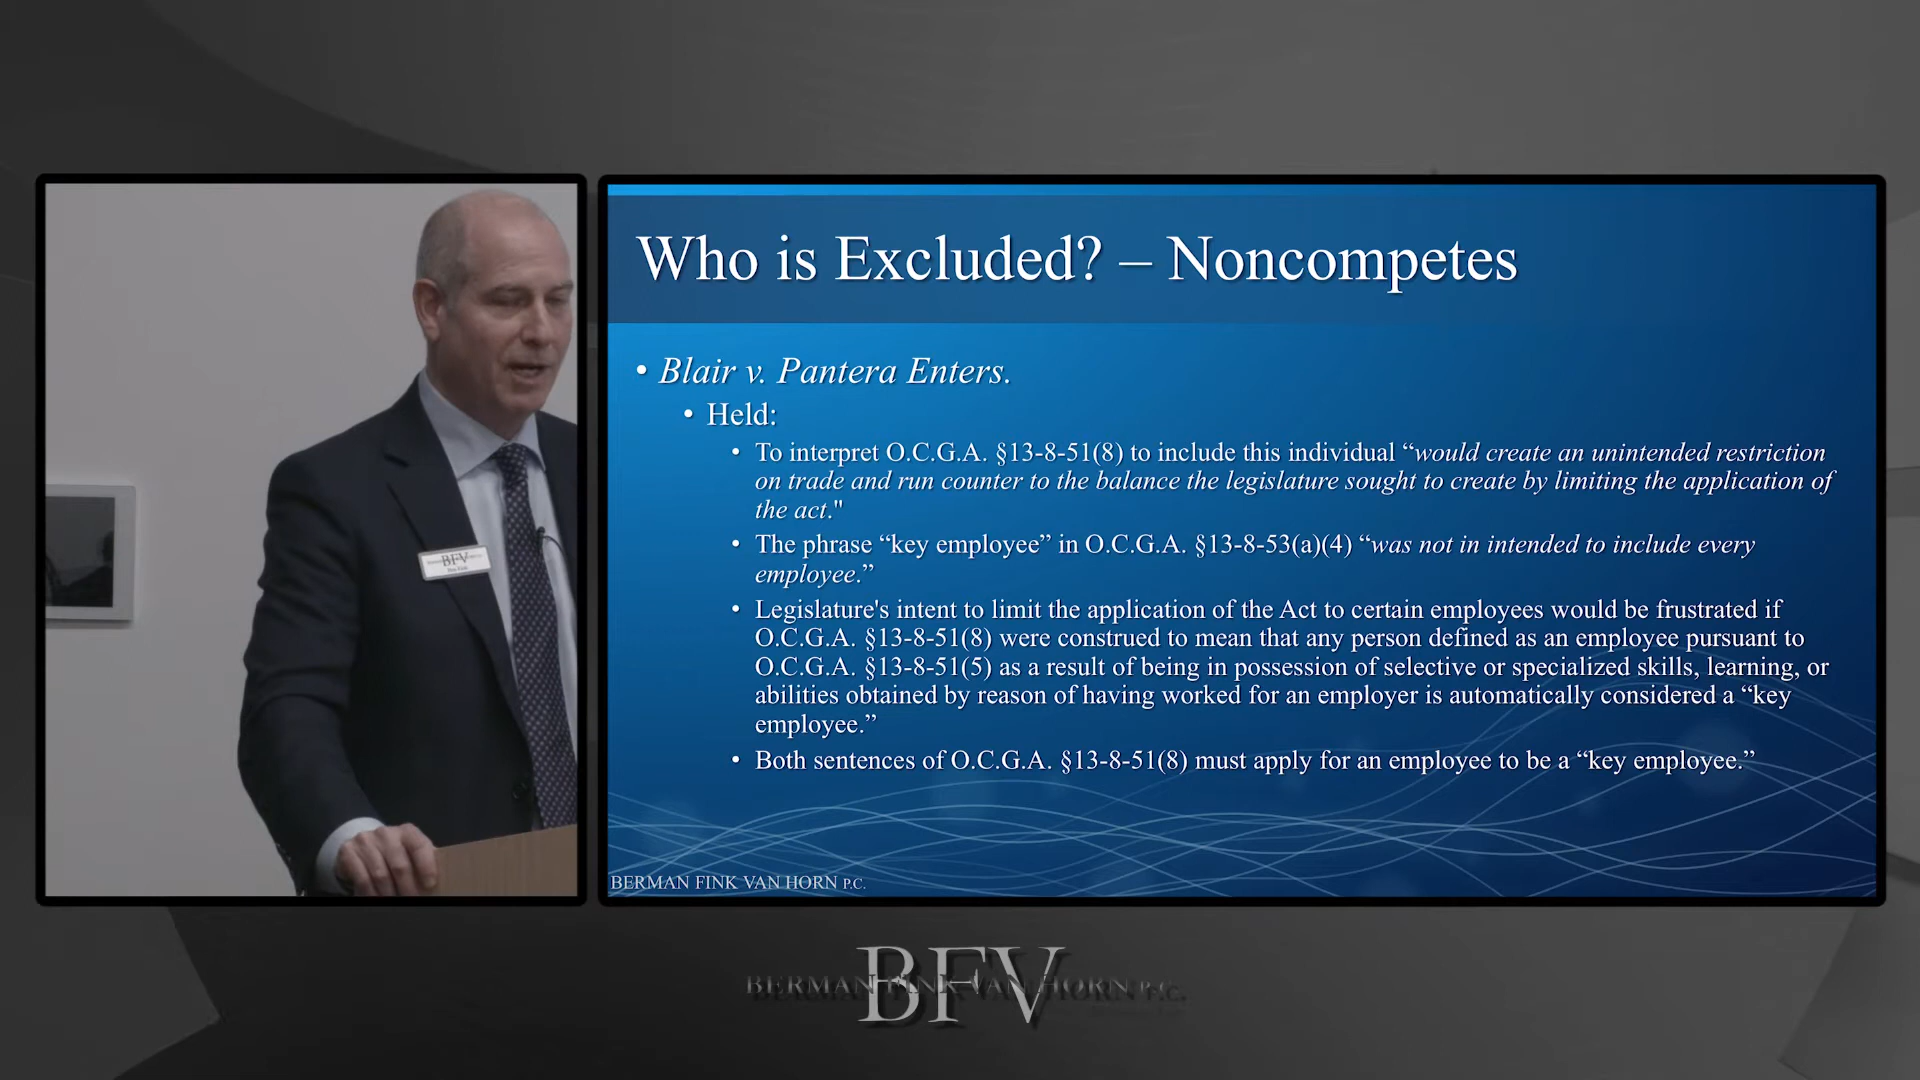 Who is Excluded? – Noncompetes
• Blair v. Pantera Enters.
• Held:
• To interpret O.C.G.A. §13-8-51(8) to include this individual “would create an unintended restriction
on trade and run counter to the balance the legislature sought to create by limiting the application of
the act."
• The phrase “key employee” in O.C.G.A. §13-8-53(a)(4) “was not in intended to include every
employee.”
• Legislature's intent to limit the application of the Act to certain employees would be frustrated if
O.C.G.A. §13-8-51(8) were construed to mean that any person defined as an employee pursuant to
O.C.G.A. §13-8-51(5) as a result of being in possession of selective or specialized skills, learning, or
abilities obtained by reason of having worked for an employer is automatically considered a “key
employee.”
• Both sentences of O.C.G.A. §13-8-51(8) must apply for an employee to be a “key employee.”
BERMAN FINK VAN HORN P.C.
BFV
BFV
BERMAN FINK VAN HORN P.C.